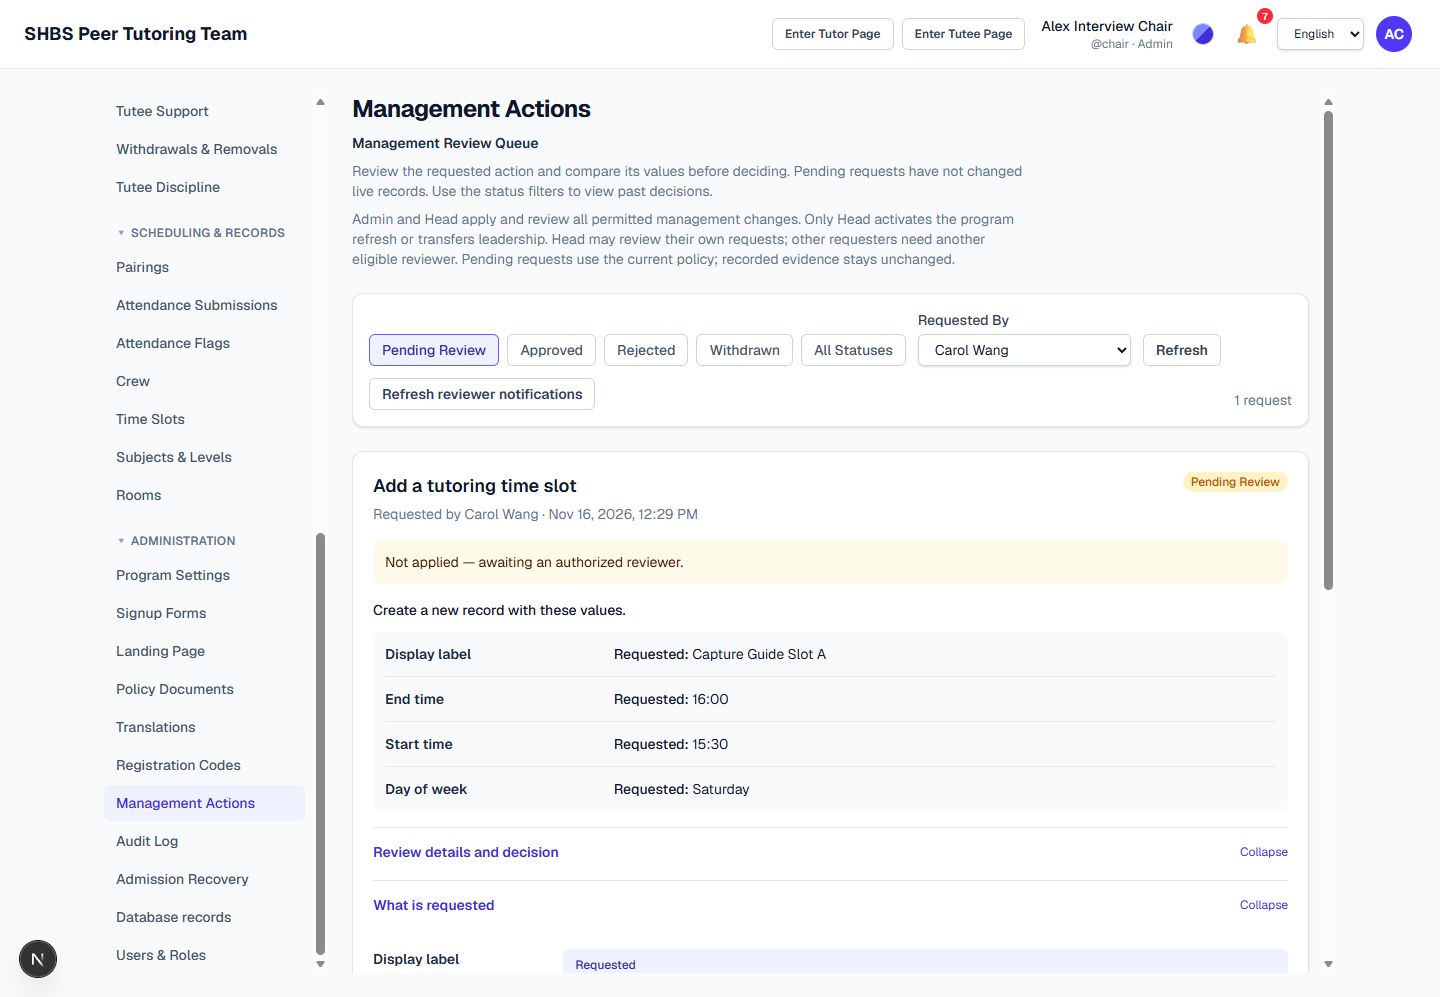 SHBS Peer Tutoring Team
Enter Tutor Page
Enter Tutee Page
Alex Interview Chair
@chair · Admin
7
English
AC
Tutee Support
Withdrawals & Removals
Tutee Discipline
SCHEDULING & RECORDS
Pairings
Attendance Submissions
Attendance Flags
Crew
Time Slots
Subjects & Levels
Rooms
ADMINISTRATION
Program Settings
Signup Forms
Landing Page
Policy Documents
Translations
Registration Codes
Management Actions
Audit Log
Admission Recovery
Database records
Users & Roles
N
Management Actions
Management Review Queue
Review the requested action and compare its values before deciding. Pending requests have not changed
live records. Use the status filters to view past decisions.
Admin and Head apply and review all permitted management changes. Only Head activates the program
refresh or transfers leadership. Head may review their own requests; other requesters need another
eligible reviewer. Pending requests use the current policy; recorded evidence stays unchanged.
Requested By
Pending Review
Approved
Rejected
Withdrawn
All Statuses
Carol Wang
Refresh
Refresh reviewer notifications
1 request
Add a tutoring time slot
Pending Review
Requested by Carol Wang · Nov 16, 2026, 12:29 PM
Not applied — awaiting an authorized reviewer.
Create a new record with these values.
Display label
Requested: Capture Guide Slot A
End time
Requested: 16:00
Start time
Requested: 15:30
Day of week
Requested: Saturday
Review details and decision
Collapse
What is requested
Collapse
Display label
Requested